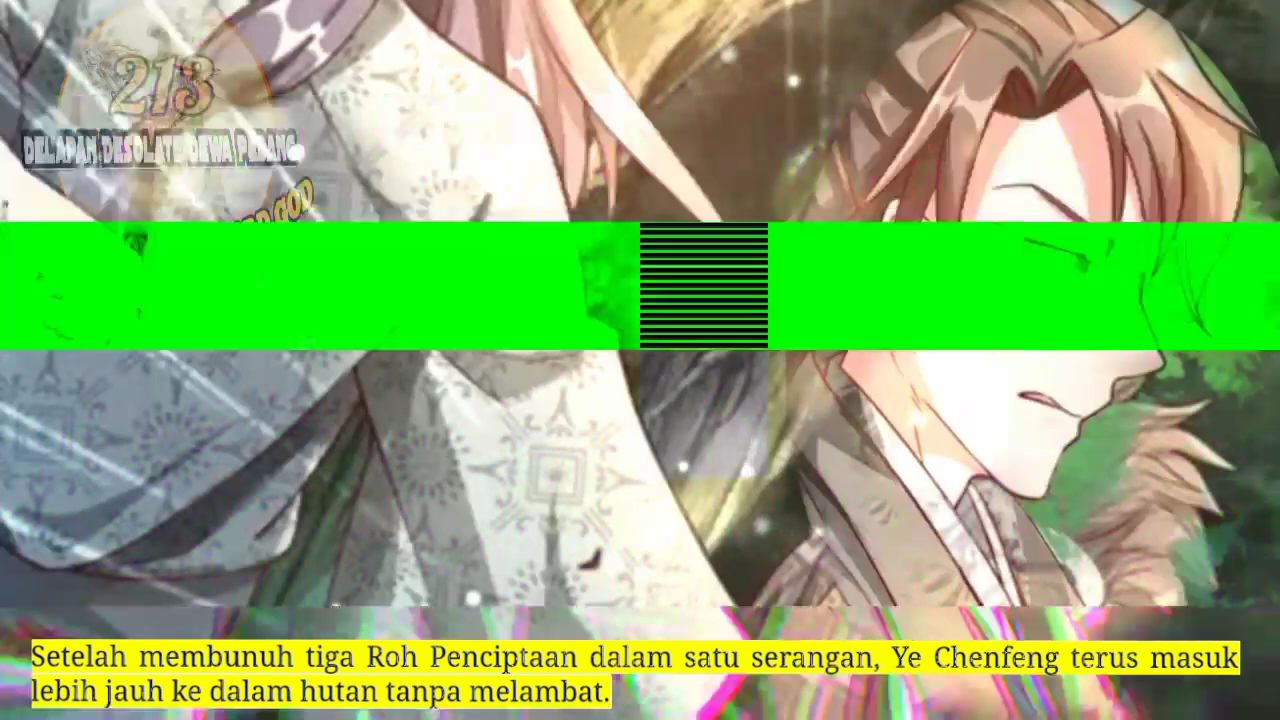 213
DELAPAN DESOLATE DEWA PEDANG
GOD
Setelah membunuh tiga Roh Penciptaan dalam satu serangan, Ye Chenfeng terus masuk
lebih jauh ke dalam hutan tanpa melambat.